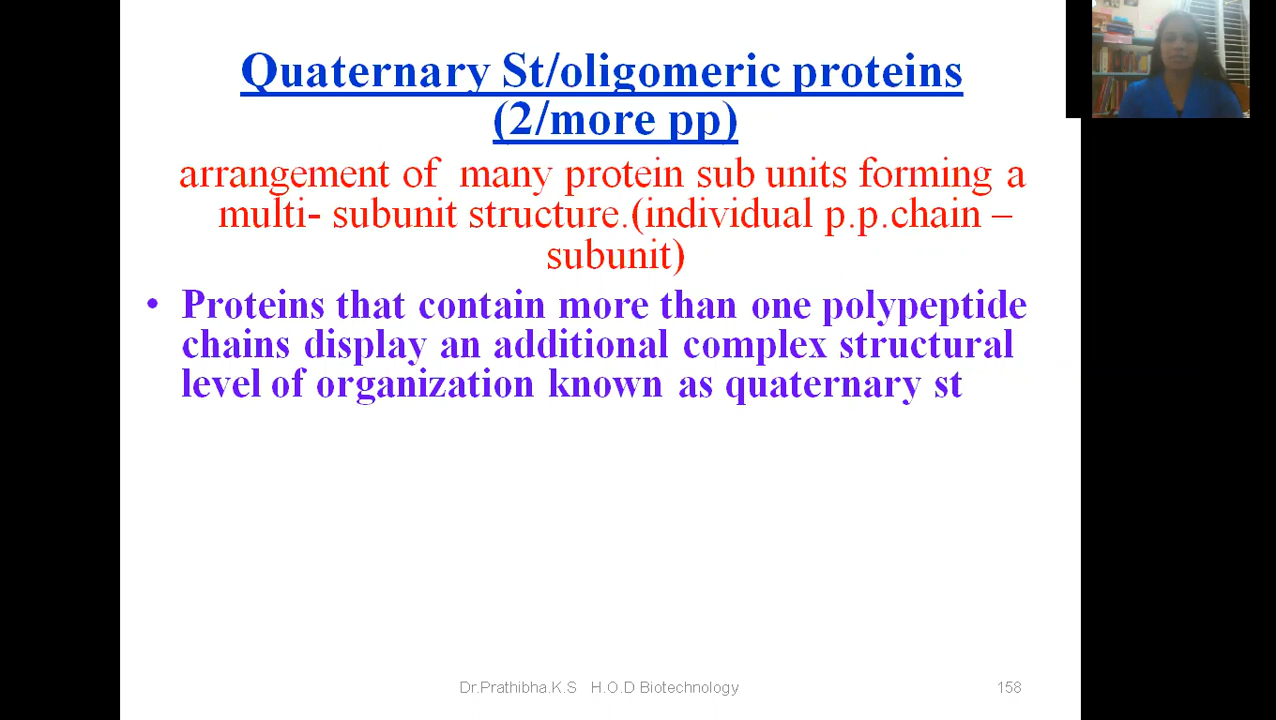 Quaternary St/oligomeric proteins
(2/more pp)
arrangement of many protein sub units forming a
multi- subunit structure.(individual p.p.chain –
subunit)
• Proteins that contain more than one polypeptide
chains display an additional complex structural
level of organization known as quaternary st
Dr.Prathibha.K.S H.O.D Biotechnology 158